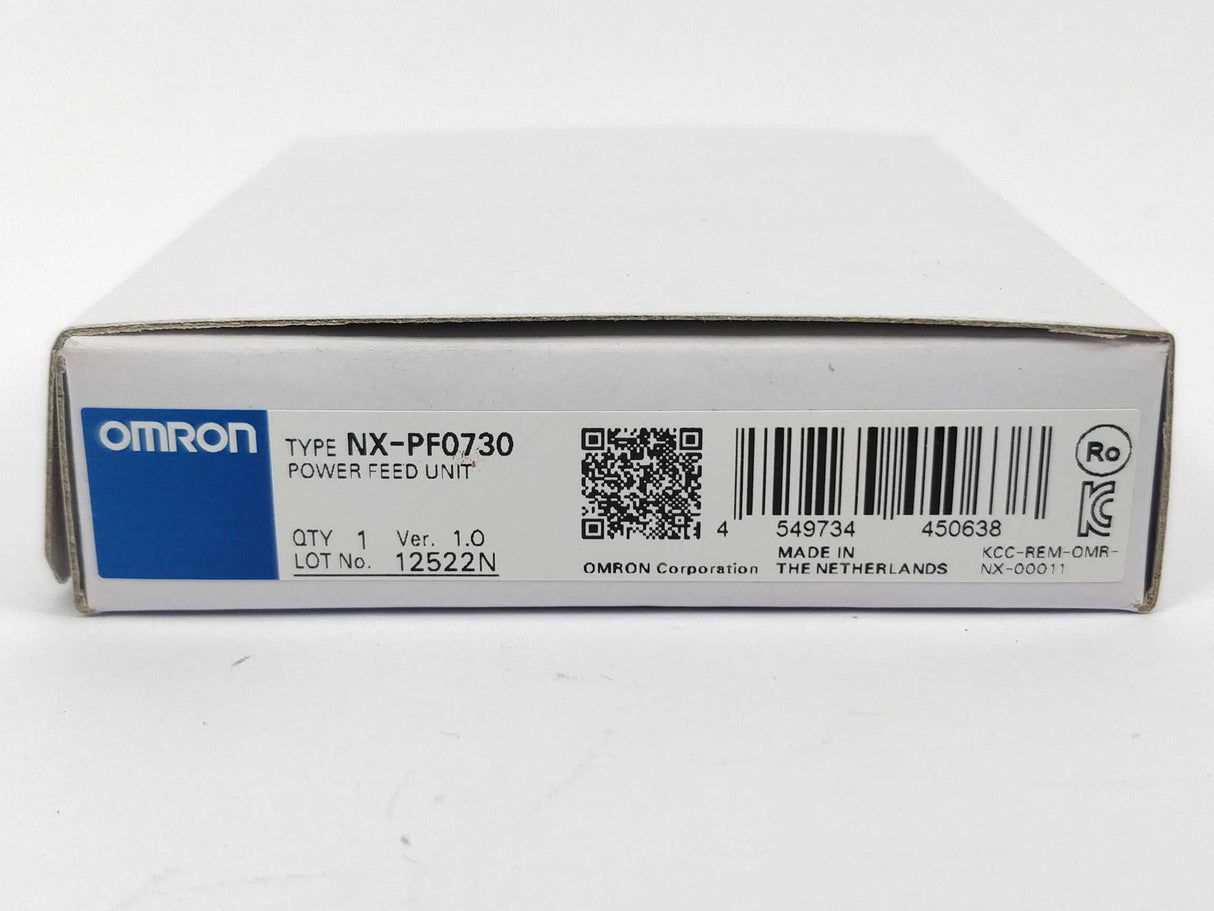 OMRON
TYPE NX-PF0730
POWER FEED UNIT
QTY 1 Ver. 1.0
LOT No. 12522N
OMRON Corporation
4 549734 450638
MADE IN
THE NETHERLANDS
Ro
KC
KCC-REM-OMR-
NX-00011